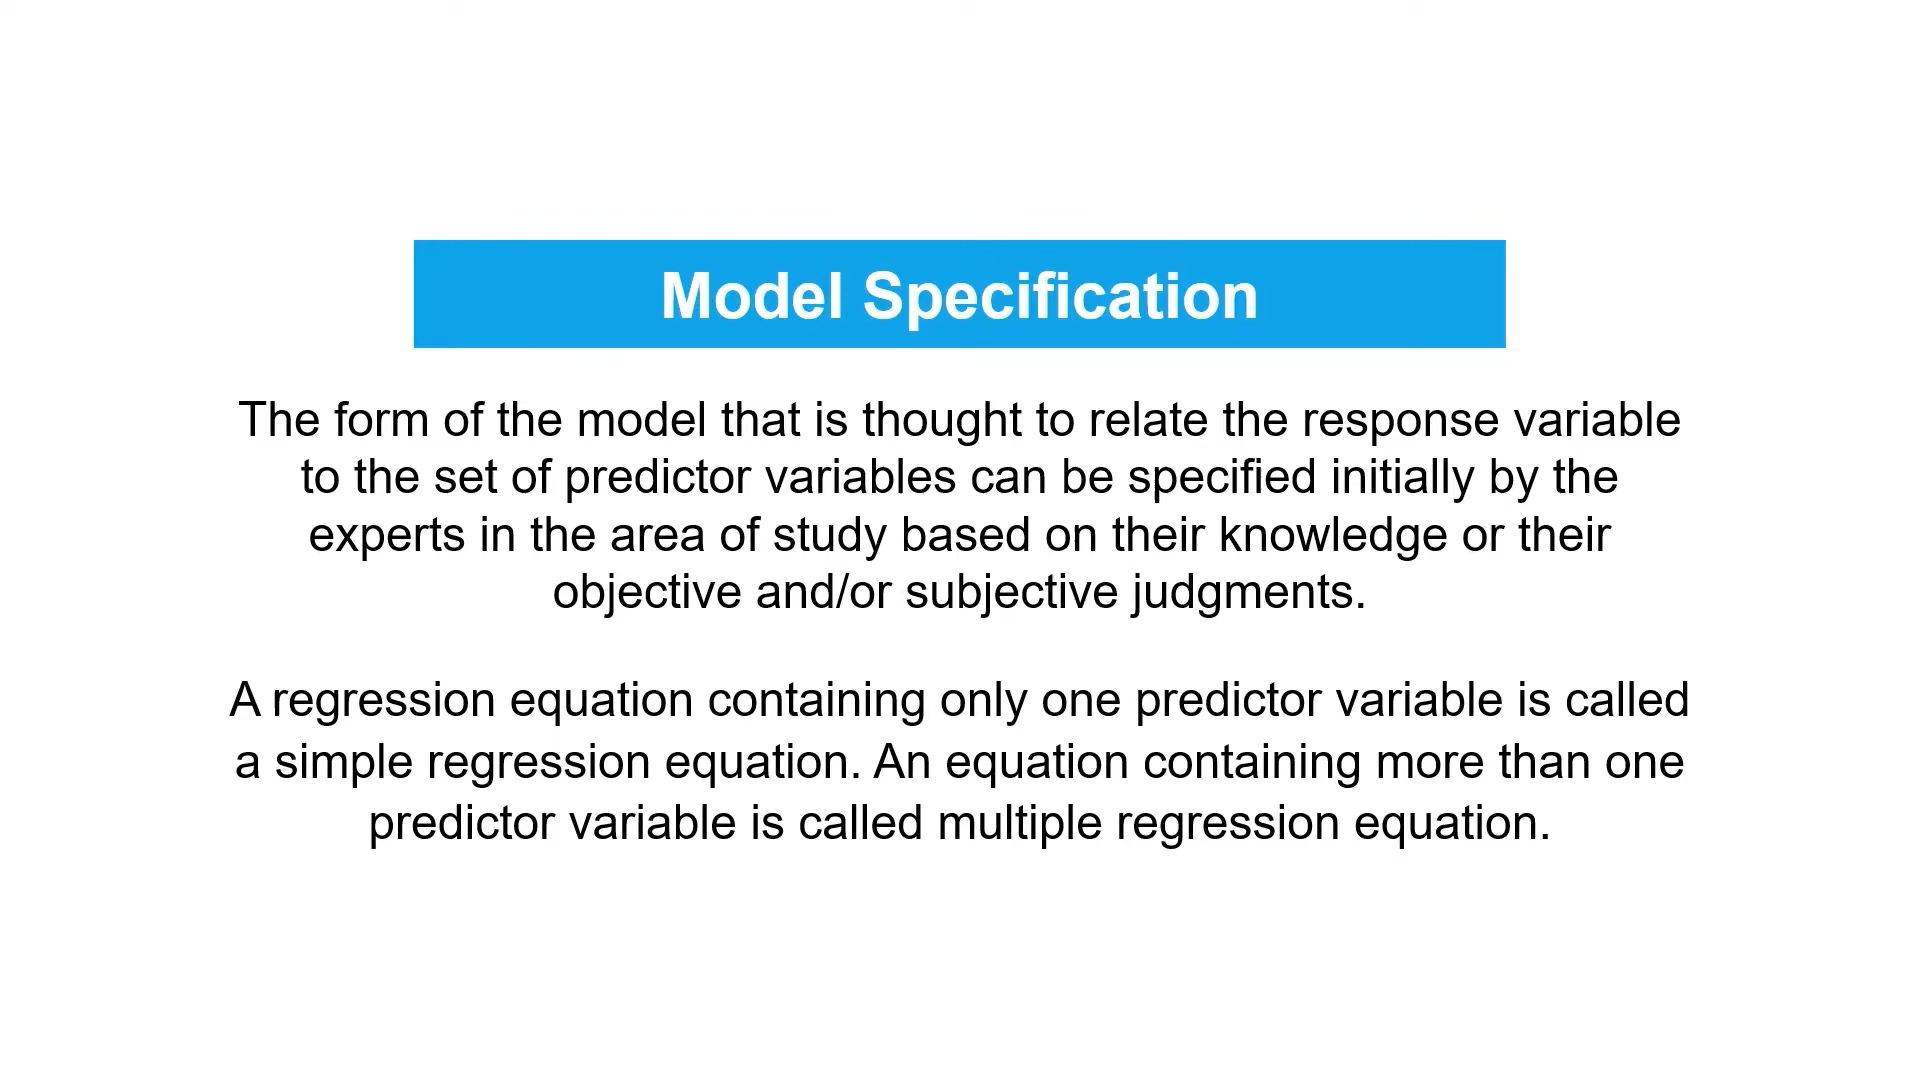 Model Specification
The form of the model that is thought to relate the response variable
to the set of predictor variables can be specified initially by the
experts in the area of study based on their knowledge or their
objective and/or subjective judgments.
A regression equation containing only one predictor variable is called
a simple regression equation. An equation containing more than one
predictor variable is called multiple regression equation.